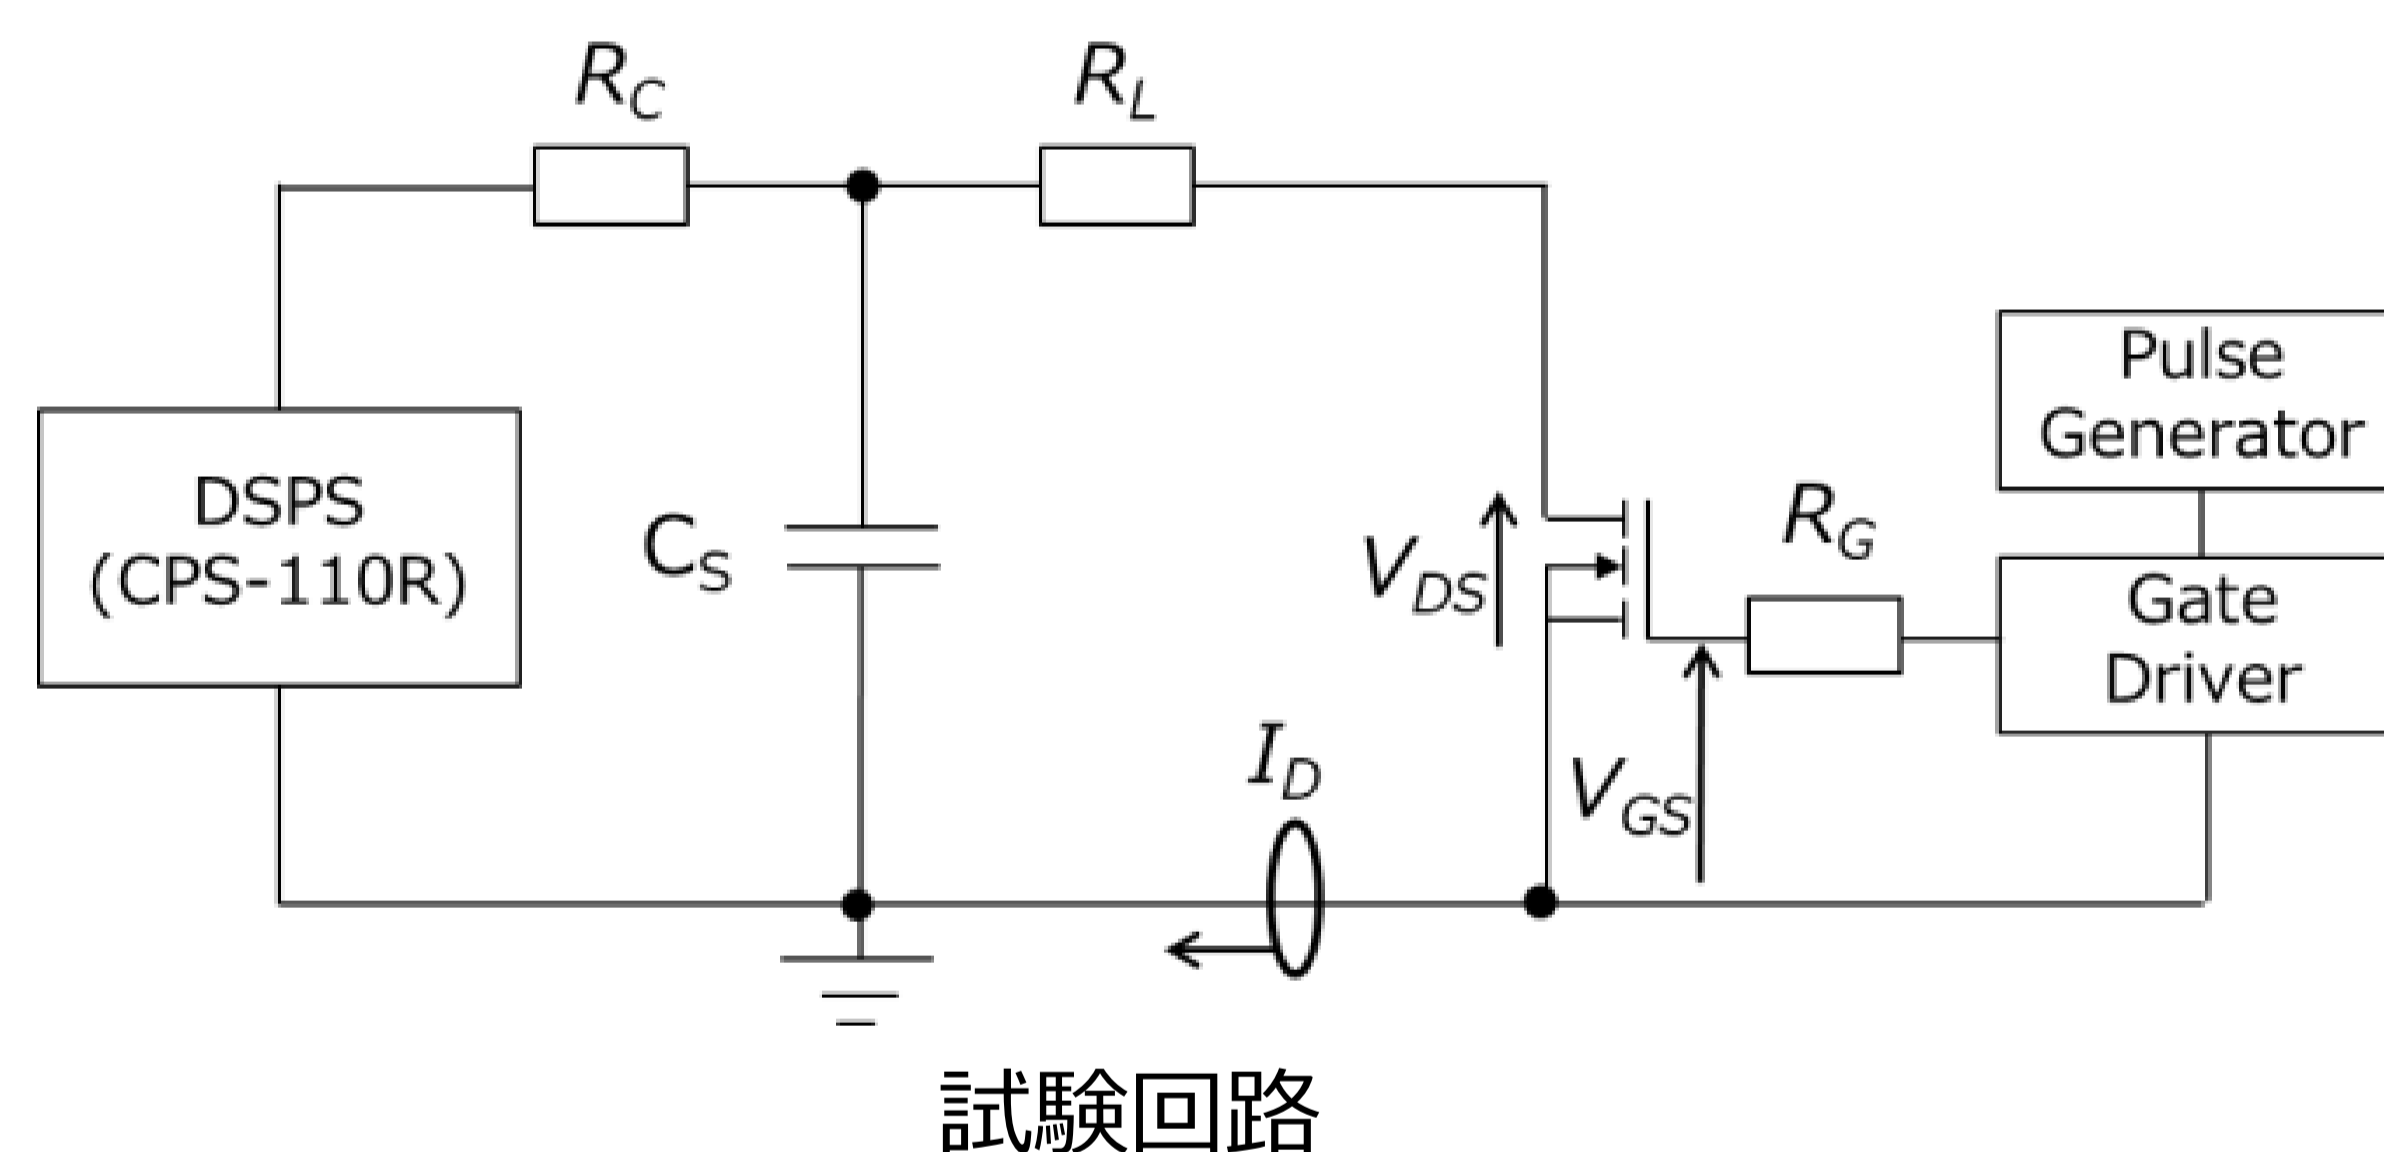 R_C
R_L
Pulse
Generator
DSPS
(CPS-110R)
C_S
V_DS
R_G
Gate
Driver
I_D
V_GS
試験回路